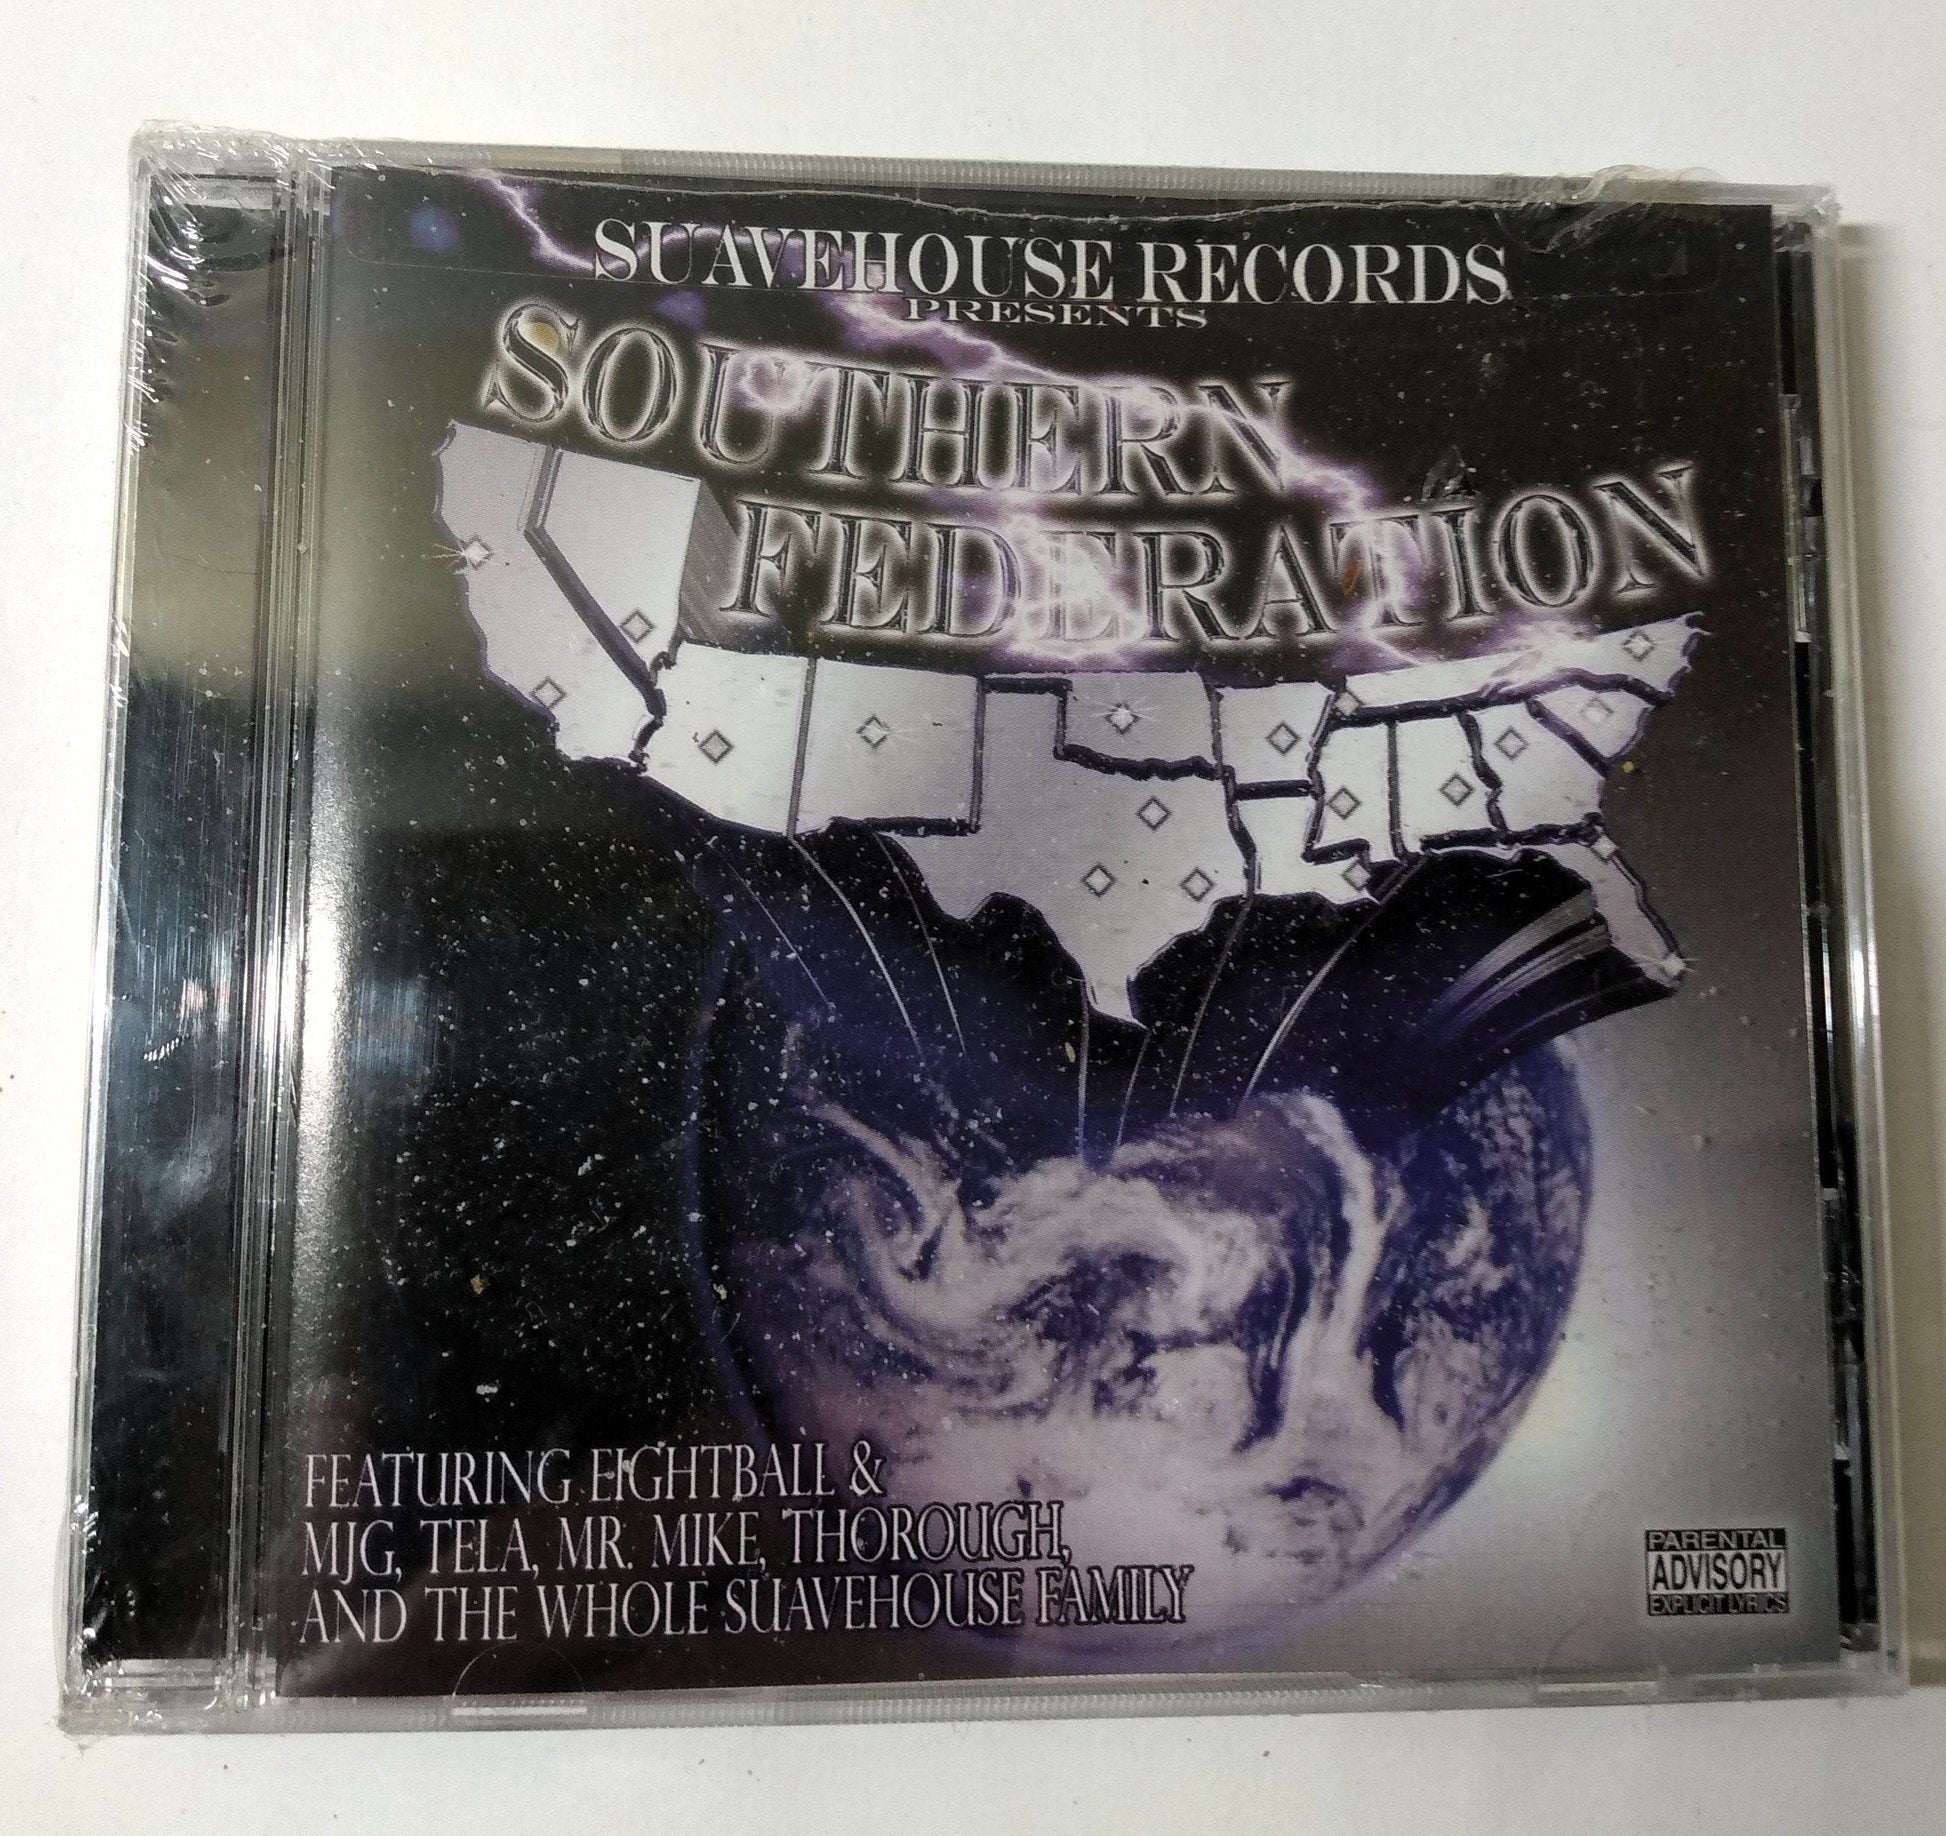 SUAVEHOUSE RECORDS
PRESENTS
SOUTHERN
FEDERATION
FEATURING EIGHTBALL &
MJG, TELA, MR. MIKE, THOROUGH,
AND THE WHOLE SUAVEHOUSE FAMILY
PARENTAL
ADVISORY
EXPLICIT LYRICS